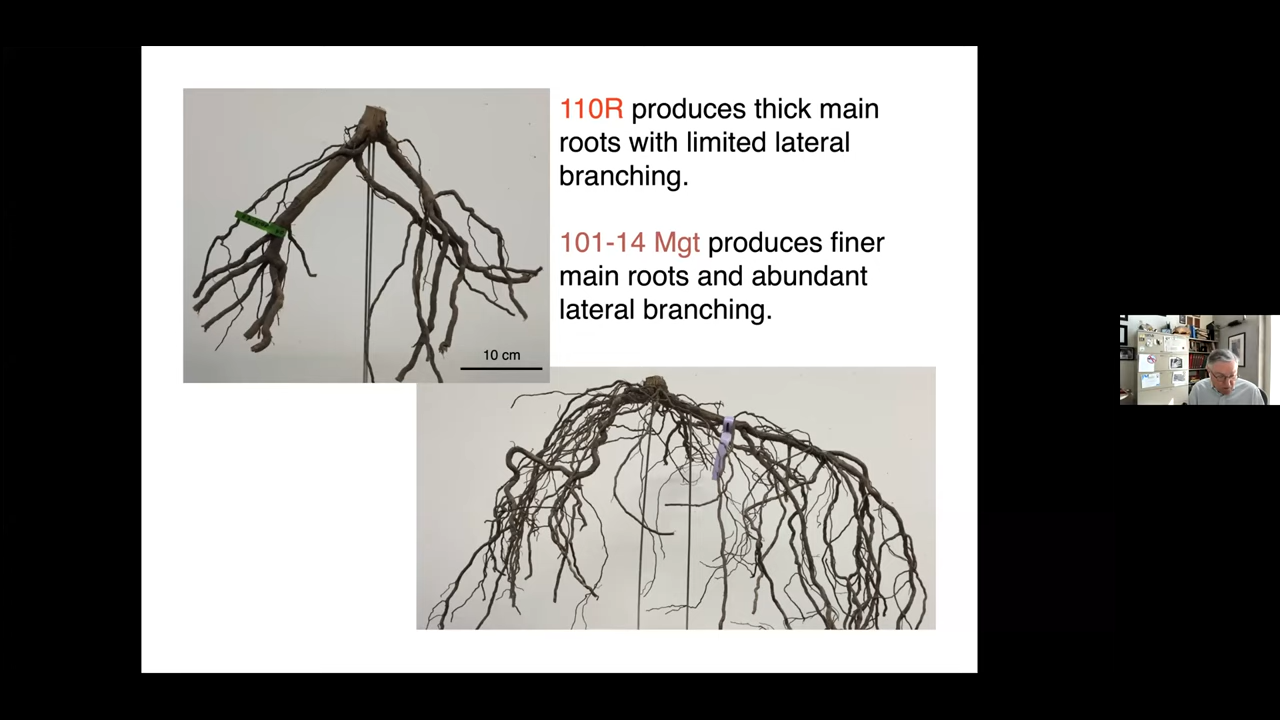 110R produces thick main
roots with limited lateral
branching.
101-14 Mgt produces finer
main roots and abundant
lateral branching.
10 cm